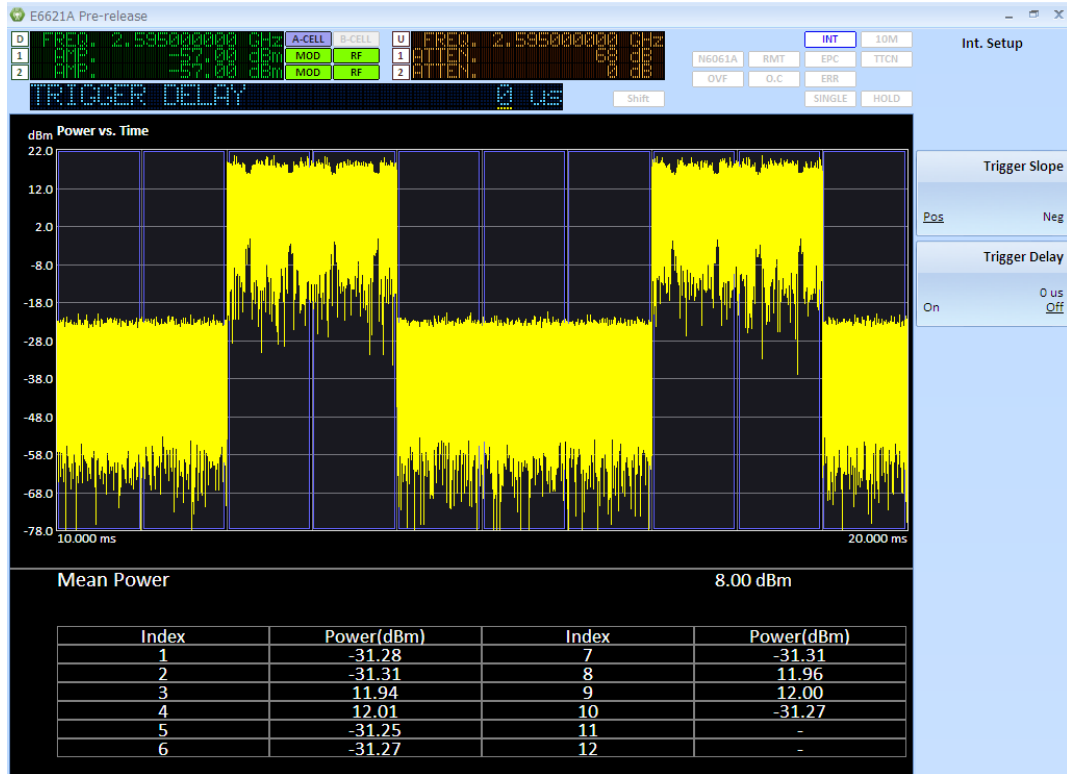 E6621A Pre-release
D FREQ. 2.595000000 GHz A-CELL B-CELL U FREQ. 2.595000000 GHz INT 10M Int. Setup
1 AMP. -57.00 dBm MOD RF 1 ATTEN. 68 dB N6061A RMT EPC TTCN
2 AMP. -57.00 dBm MOD RF 2 ATTEN. 0 dB OVF O.C ERR
TRIGGER DELAY 0 us Shift SINGLE HOLD
dBm Power vs. Time
22.0
12.0
2.0
-8.0
-18.0
-28.0
-38.0
-48.0
-58.0
-68.0
-78.0
10.000 ms 20.000 ms
Trigger Slope
Pos Neg
Trigger Delay
0 us
On Off
Mean Power 8.00 dBm
Index Power(dBm) Index Power(dBm)
1 -31.28 7 -31.31
2 -31.31 8 11.96
3 11.94 9 12.00
4 12.01 10 -31.27
5 -31.25 11 -
6 -31.27 12 -